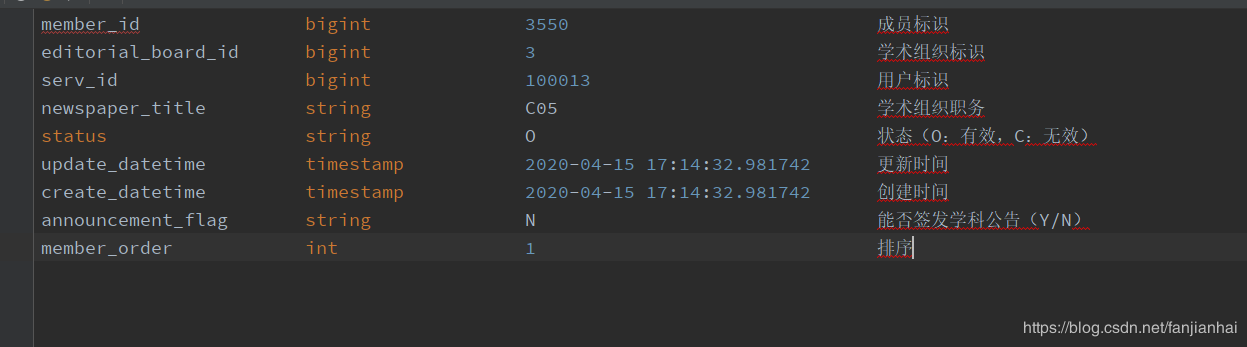 member_id bigint 3550 成员标识
editorial_board_id bigint 3 学术组织标识
serv_id bigint 100013 用户标识
newspaper_title string C05 学术组织职务
status string O 状态（O：有效，C：无效）
update_datetime timestamp 2020-04-15 17:14:32.981742 更新时间
create_datetime timestamp 2020-04-15 17:14:32.981742 创建时间
announcement_flag string N 能否签发学科公告（Y/N）
member_order int 1 排序
https://blog.csdn.net/fanjianhai